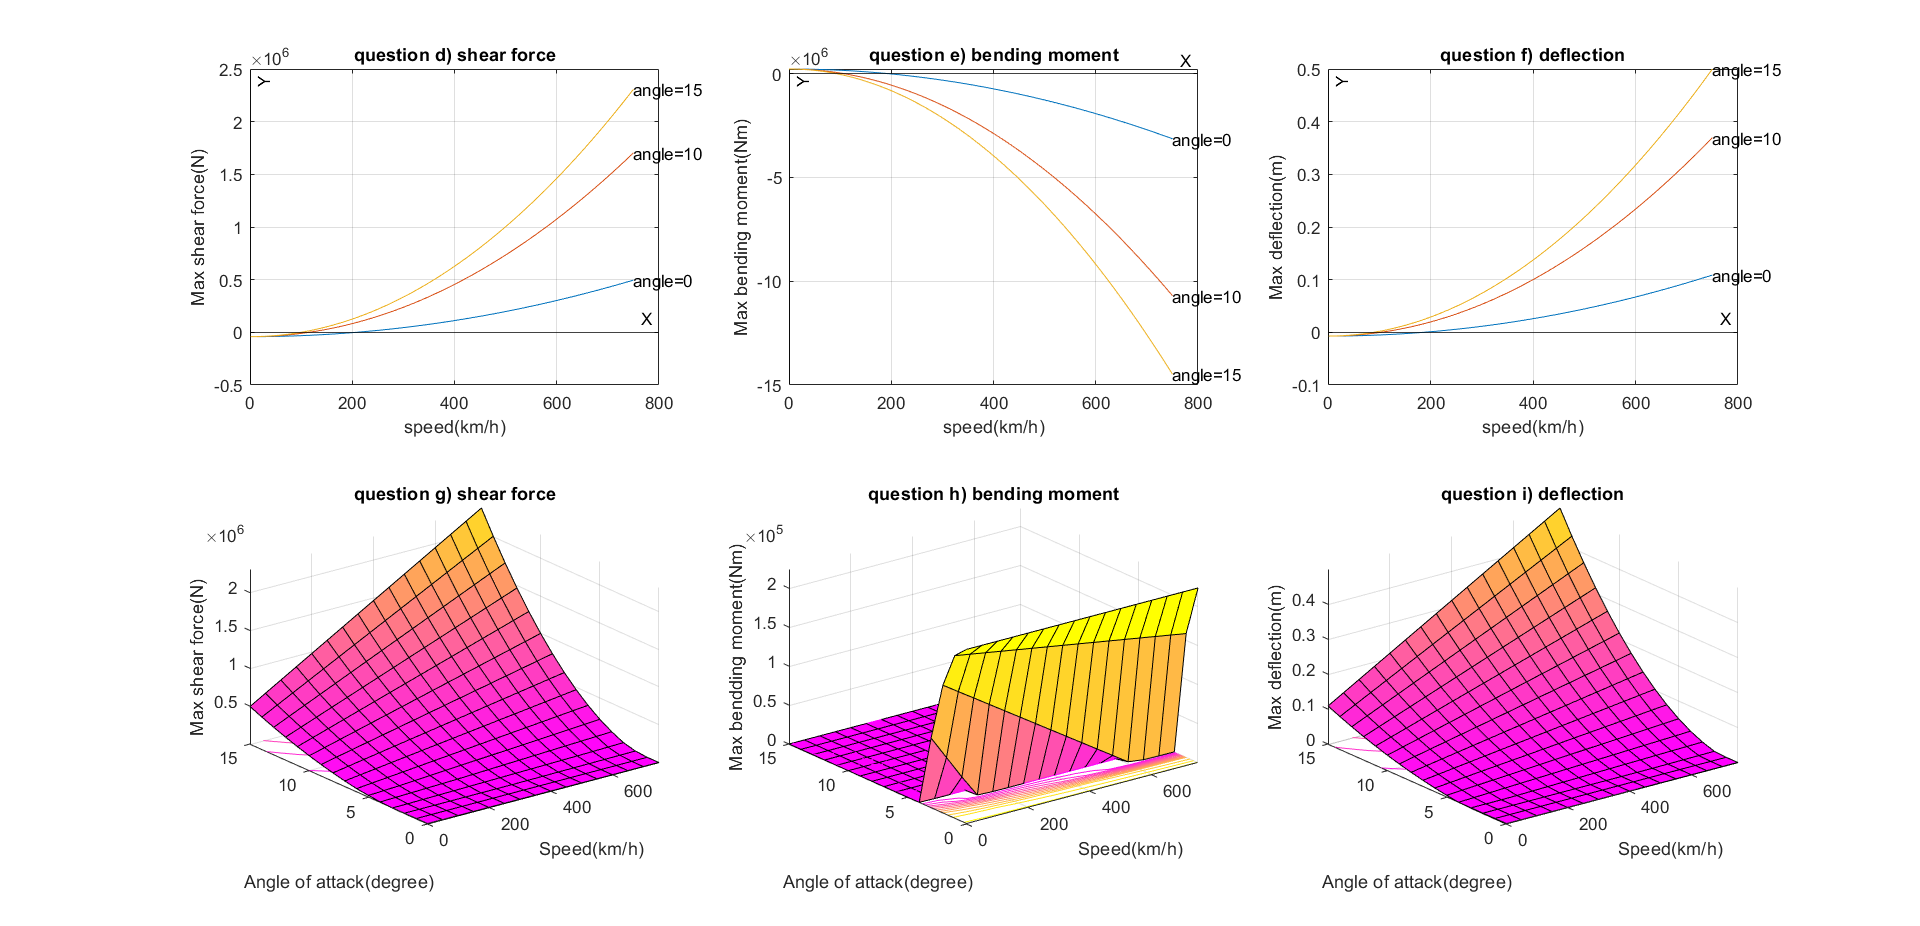 question d) shear force
×10^6
Y
2.5
2
1.5
1
0.5
0
-0.5
Max shear force(N)
angle=15
angle=10
angle=0
X
0 200 400 600 800
speed(km/h)
question e) bending moment
×10^6
X
Y
0
-5
-10
-15
Max bending moment(Nm)
angle=0
angle=10
angle=15
0 200 400 600 800
speed(km/h)
question f) deflection
Y
0.5
0.4
0.3
0.2
0.1
0
-0.1
Max deflection(m)
angle=15
angle=10
angle=0
X
0 200 400 600 800
speed(km/h)
question g) shear force
×10^6
2
1.5
1
0.5
Max shear force(N)
15
10
5
0
0 200 400 600
Speed(km/h)
Angle of attack(degree)
question h) bending moment
×10^5
2
1.5
1
0.5
0
Max bendding moment(Nm)
15
10
5
0
0 200 400 600
Speed(km/h)
Angle of attack(degree)
question i) deflection
0.4
0.3
0.2
0.1
0
Max deflection(m)
15
10
5
0
0 200 400 600
Speed(km/h)
Angle of attack(degree)